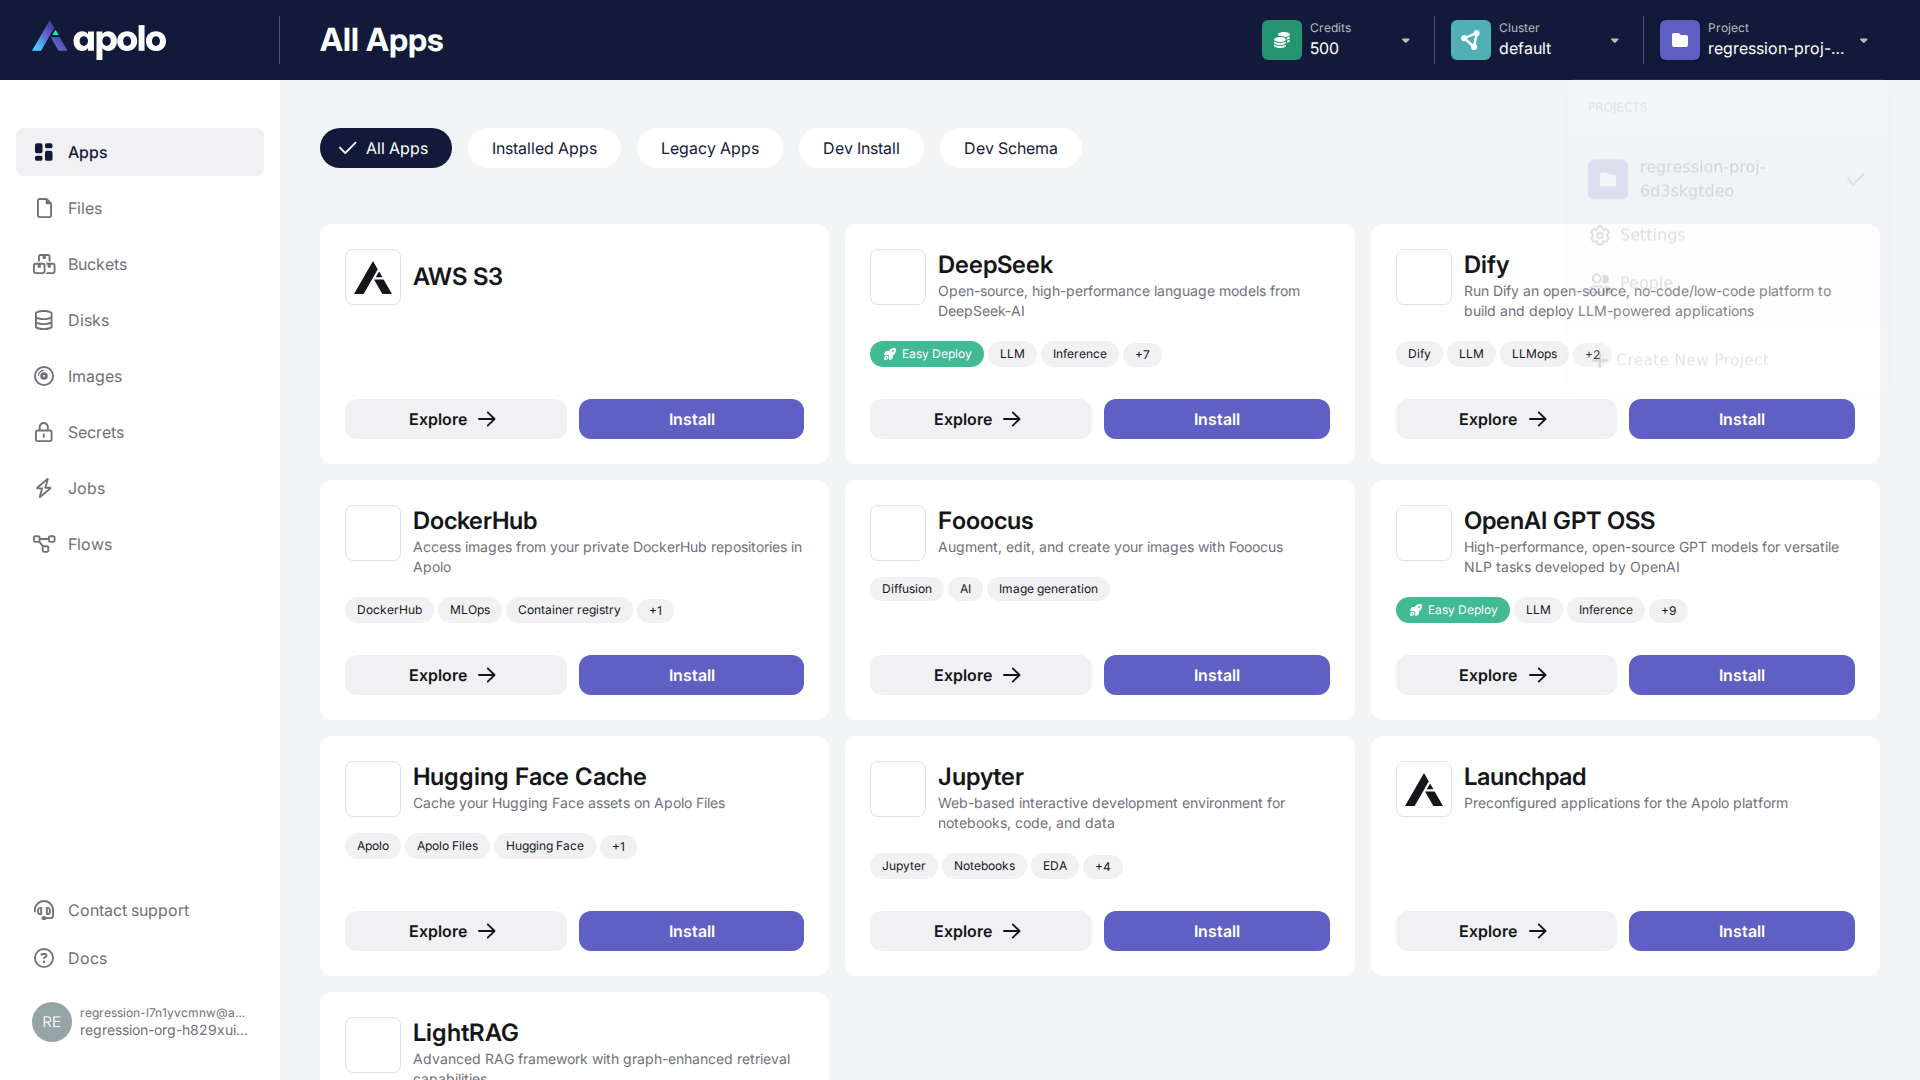 apolo
All Apps
Credits
500
Cluster
default
Project
regression-proj-...
Apps
Files
Buckets
Disks
Images
Secrets
Jobs
Flows
Contact support
Docs
RE
regression-l7n1yvcmnw@a...
regression-org-h829xui...
All Apps
Installed Apps
Legacy Apps
Dev Install
Dev Schema
PROJECTS
regression-proj-
6d3skgtdeo
Settings
People
Create New Project
AWS S3
Explore
Install
DeepSeek
Open-source, high-performance language models from
DeepSeek-AI
Easy Deploy
LLM
Inference
+7
Explore
Install
Dify
Run Dify an open-source, no-code/low-code platform to
build and deploy LLM-powered applications
Dify
LLM
LLMops
+2
Explore
Install
DockerHub
Access images from your private DockerHub repositories in
Apolo
DockerHub
MLOps
Container registry
+1
Explore
Install
Fooocus
Augment, edit, and create your images with Fooocus
Diffusion
AI
Image generation
Explore
Install
OpenAI GPT OSS
High-performance, open-source GPT models for versatile
NLP tasks developed by OpenAI
Easy Deploy
LLM
Inference
+9
Explore
Install
Hugging Face Cache
Cache your Hugging Face assets on Apolo Files
Apolo
Apolo Files
Hugging Face
+1
Explore
Install
Jupyter
Web-based interactive development environment for
notebooks, code, and data
Jupyter
Notebooks
EDA
+4
Explore
Install
Launchpad
Preconfigured applications for the Apolo platform
Explore
Install
LightRAG
Advanced RAG framework with graph-enhanced retrieval
capabilities